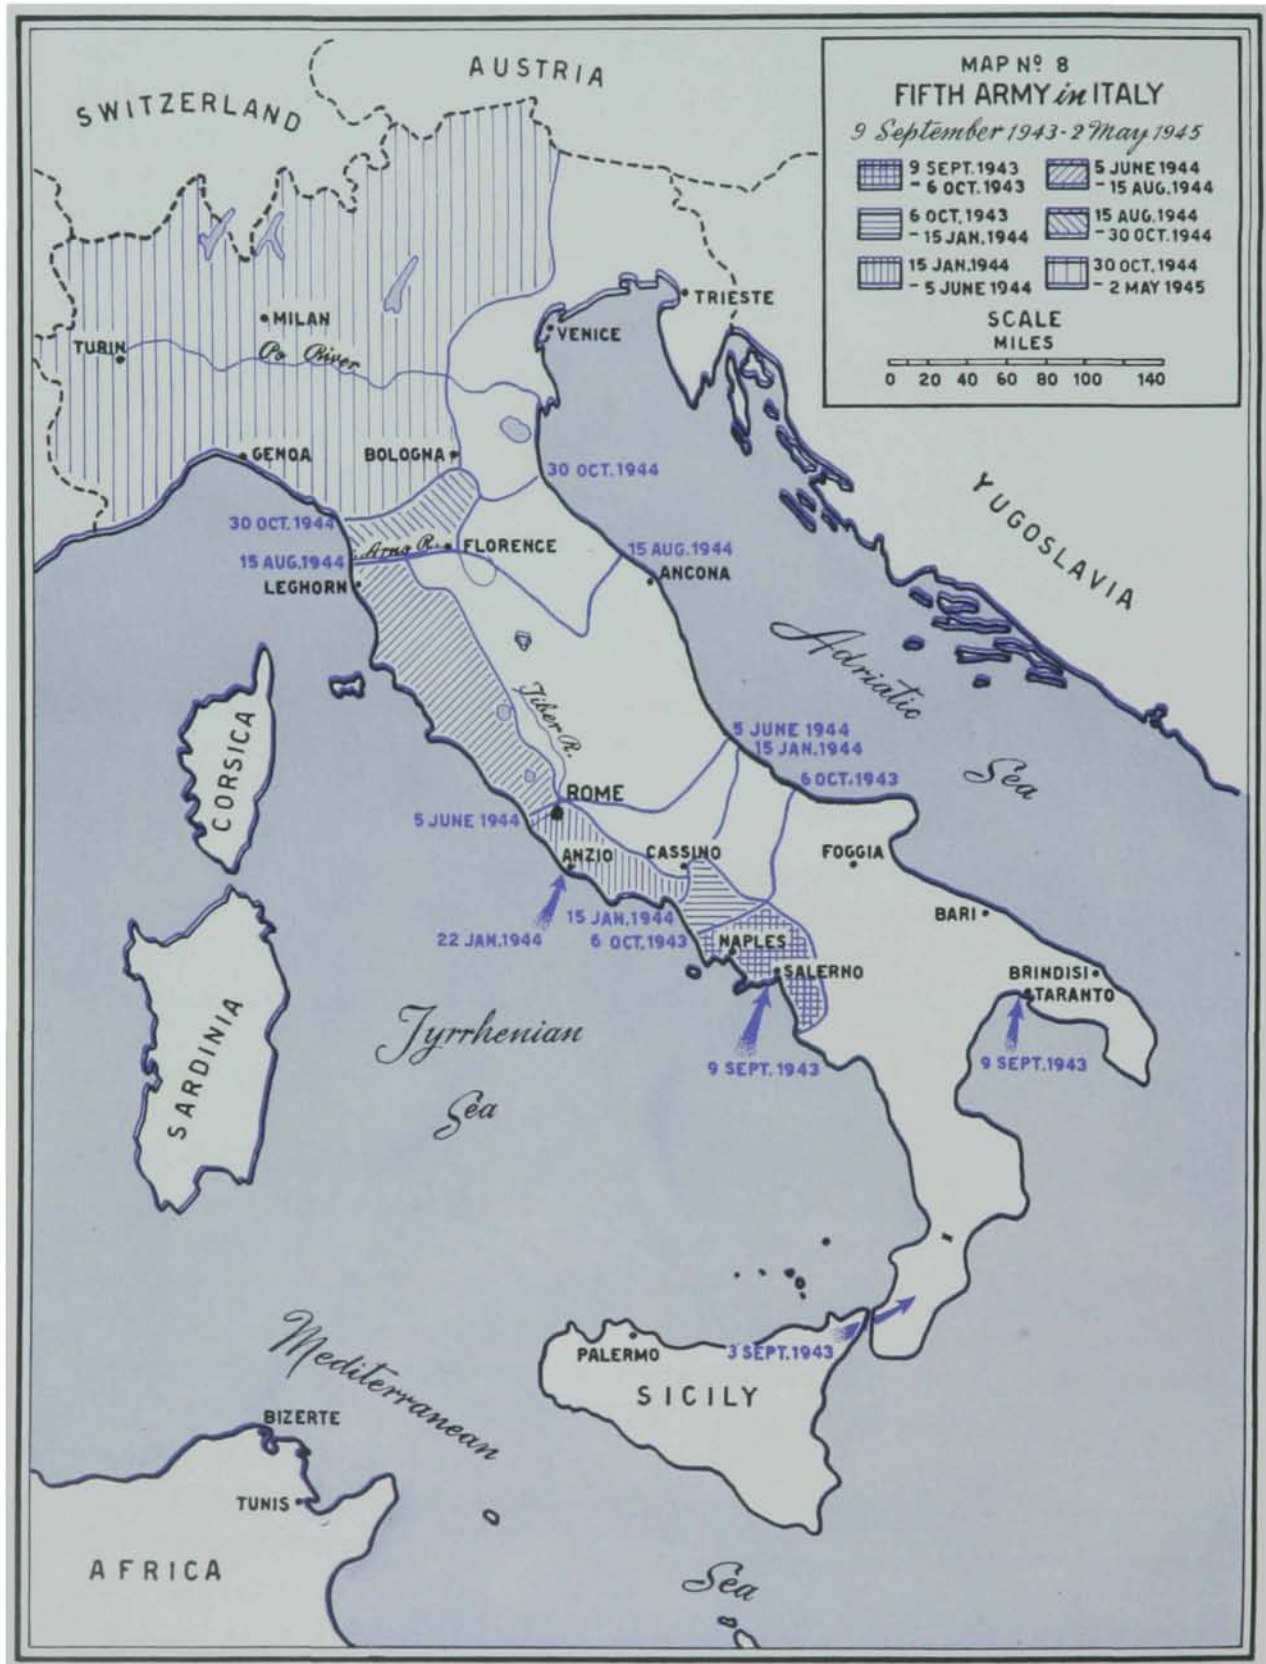 MAP Nº 8
FIFTH ARMY in ITALY
9 September 1943-2 May 1945
9 SEPT. 1943
- 6 OCT. 1943
5 JUNE 1944
- 15 AUG. 1944
6 OCT. 1943
- 15 JAN. 1944
15 AUG. 1944
- 30 OCT. 1944
15 JAN. 1944
- 5 JUNE 1944
30 OCT. 1944
- 2 MAY 1945
SCALE
MILES
0 20 40 60 80 100 140
AUSTRIA
SWITZERLAND
TRIESTE
MILAN
VENICE
TURIN
Po River
GENOA
BOLOGNA
30 OCT. 1944
YUGOSLAVIA
30 OCT. 1944
Arno R.
FLORENCE
15 AUG. 1944
15 AUG. 1944
ANCONA
LEGHORN
Adriatic
Sea
Tiber R.
CORSICA
5 JUNE 1944
15 JAN. 1944
6 OCT. 1943
ROME
5 JUNE 1944
ANZIO
CASSINO
FOGGIA
15 JAN. 1944
BARI
22 JAN. 1944
6 OCT. 1943
NAPLES
SALERNO
BRINDISI
TARANTO
SARDINIA
Tyrrhenian
Sea
9 SEPT. 1943
9 SEPT. 1943
Mediterranean
PALERMO
3 SEPT. 1943
SICILY
BIZERTE
TUNIS
AFRICA
Sea